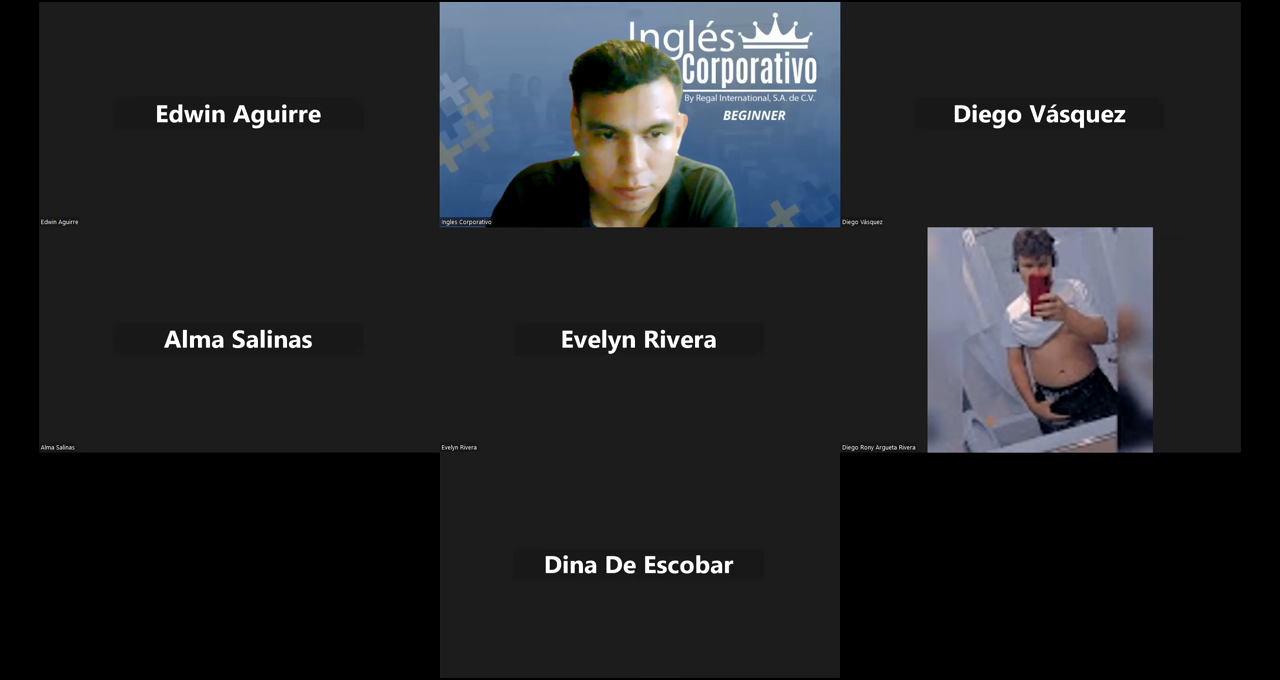 Edwin Aguirre
Edwin Aguirre
Inglés
Corporativo
By Regal International, S.A. de C.V.
BEGINNER
Ingles Corporativo
Diego Vásquez
Diego Vásquez
Alma Salinas
Alma Salinas
Evelyn Rivera
Evelyn Rivera
Diego Rony Argueta Rivera
Dina De Escobar